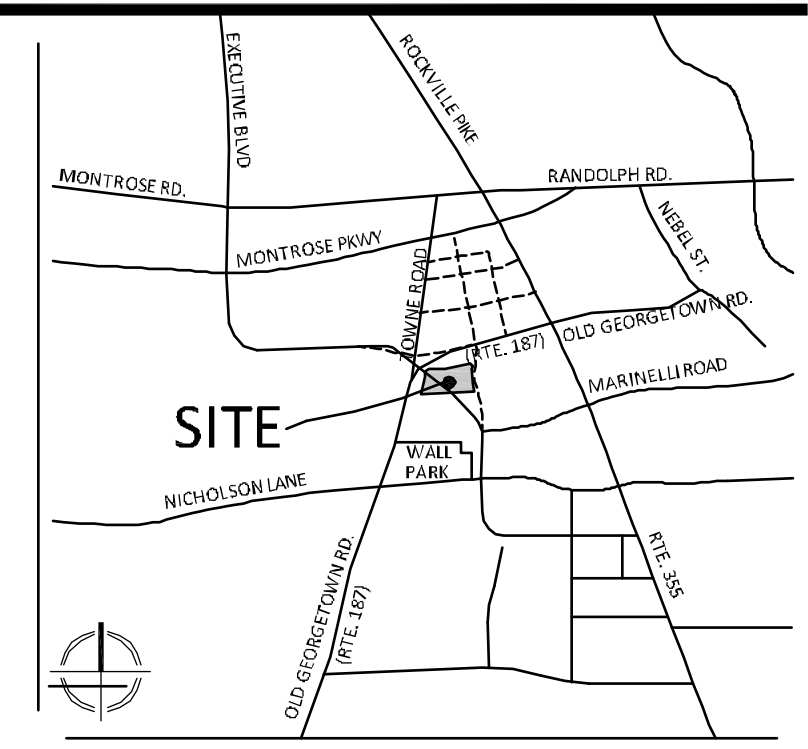 EXECUTIVE BLVD
ROCKVILLE PIKE
MONTROSE RD.
RANDOLPH RD.
NEBEL ST.
MONTROSE PKWY
TOWNE ROAD
OLD GEORGETOWN RD.
(RTE. 187)
MARINELLI ROAD
SITE
WALL
PARK
NICHOLSON LANE
OLD GEORGETOWN RD.
(RTE. 187)
RTE. 355